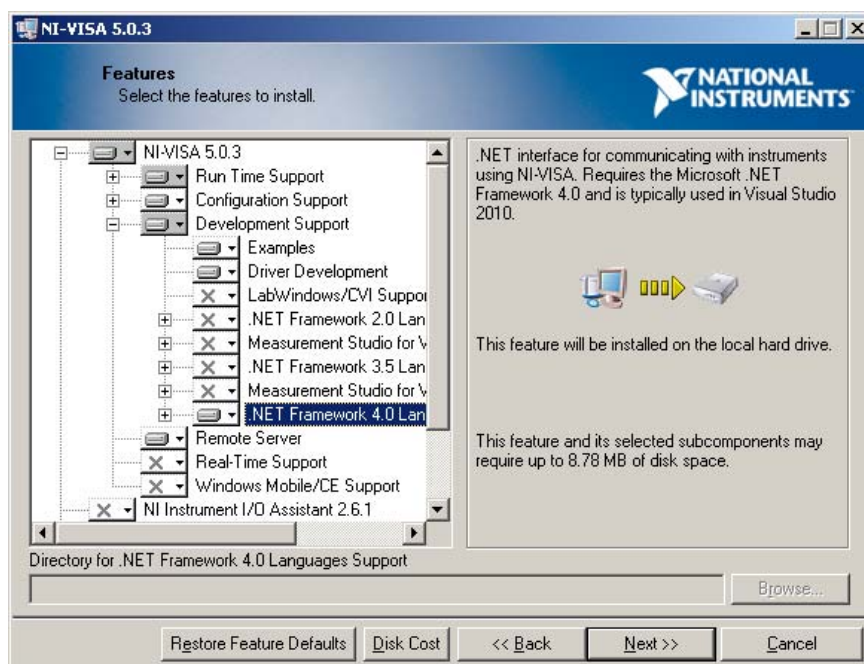 NI-VISA 5.0.3
Features
Select the features to install.
NATIONAL
INSTRUMENTS
NI-VISA 5.0.3
Run Time Support
Configuration Support
Development Support
Examples
Driver Development
LabWindows/CVI Suppor
.NET Framework 2.0 Lan
Measurement Studio for V
.NET Framework 3.5 Lan
Measurement Studio for V
.NET Framework 4.0 Lan
Remote Server
Real-Time Support
Windows Mobile/CE Support
NI Instrument I/O Assistant 2.6.1
.NET interface for communicating with instruments
using NI-VISA. Requires the Microsoft .NET
Framework 4.0 and is typically used in Visual Studio
2010.
This feature will be installed on the local hard drive.
This feature and its selected subcomponents may
require up to 8.78 MB of disk space.
Directory for .NET Framework 4.0 Languages Support
Browse...
Restore Feature Defaults
Disk Cost
<< Back
Next >>
Cancel